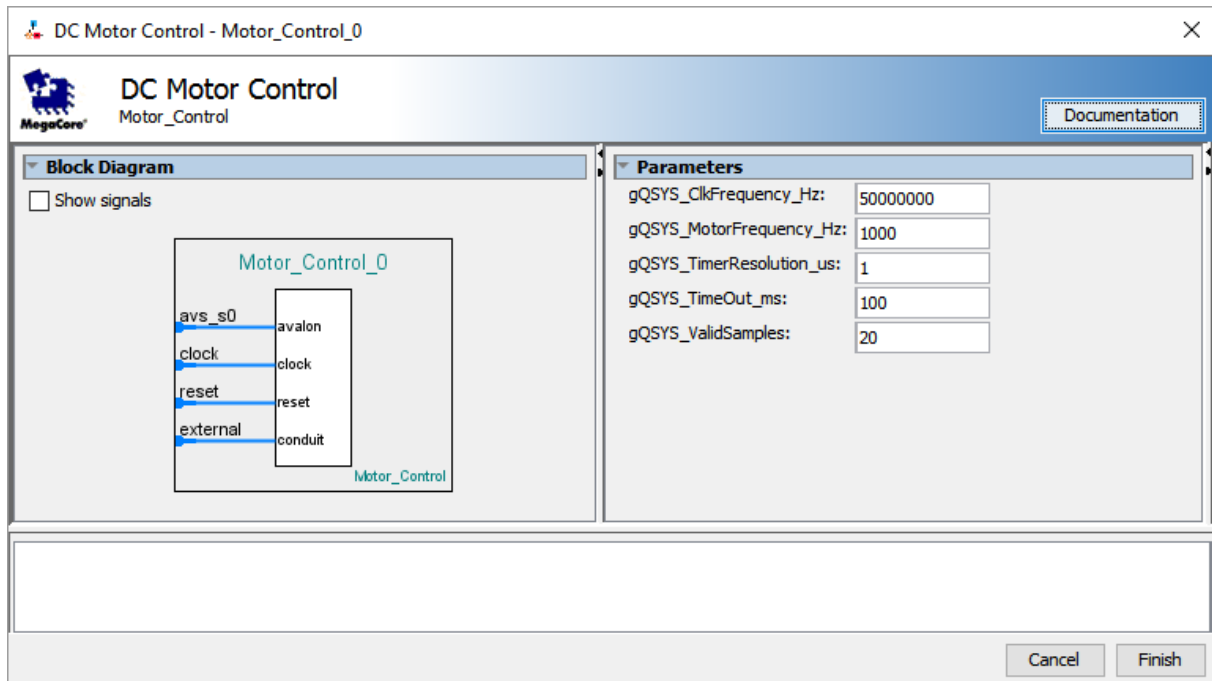 DC Motor Control - Motor_Control_0
DC Motor Control
Motor_Control
MegaCore®
Documentation
Block Diagram
Show signals
Motor_Control_0
avs_s0
avalon
clock
clock
reset
reset
external
conduit
Motor_Control
Parameters
gQSYS_ClkFrequency_Hz: 50000000
gQSYS_MotorFrequency_Hz: 1000
gQSYS_TimerResolution_us: 1
gQSYS_TimeOut_ms: 100
gQSYS_ValidSamples: 20
Cancel Finish